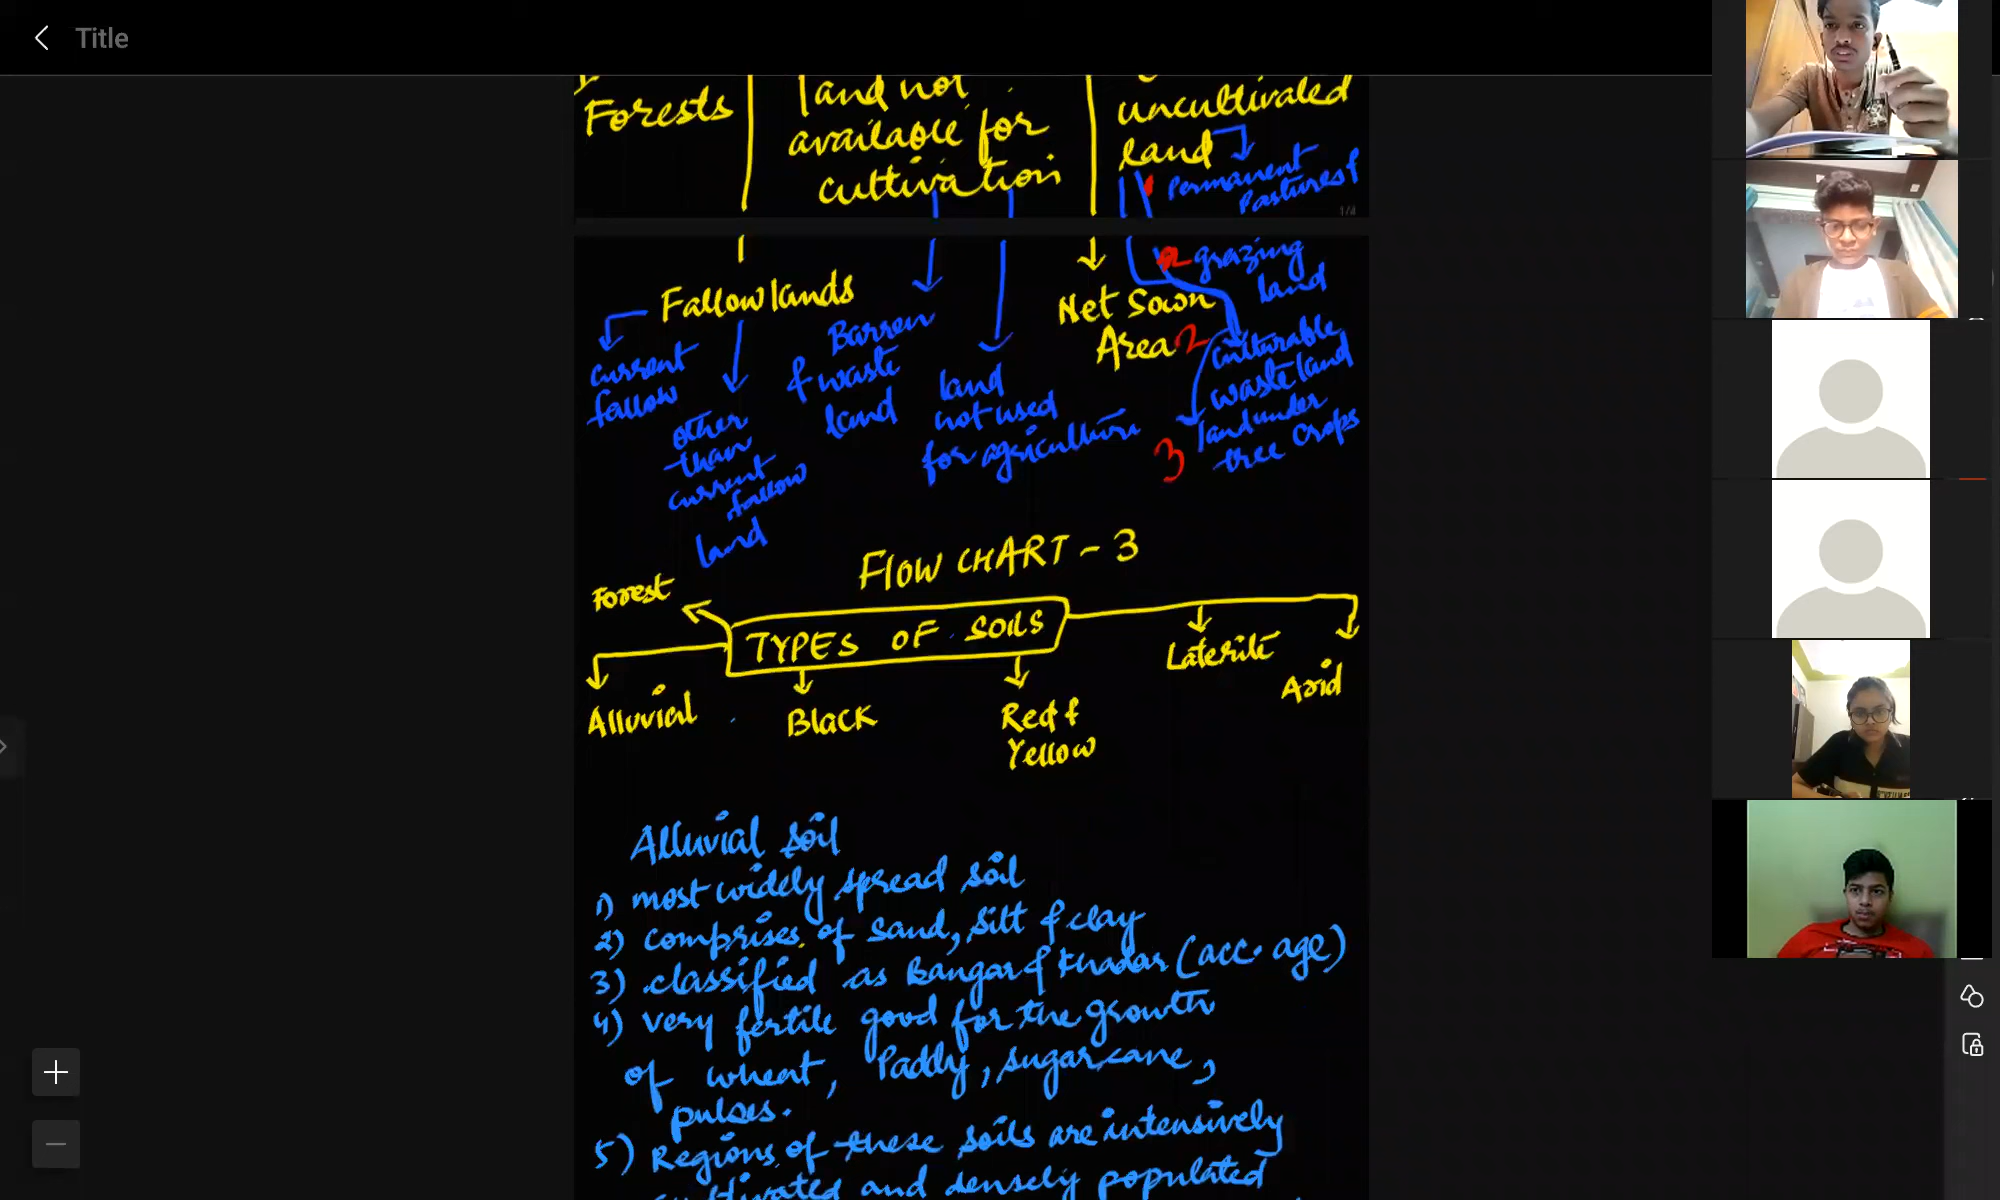 Title
Forests
land not
available for
cultivation
uncultivated
land
Permanent
Pastures &
1/4
grazing
land
Fallow lands
current
fallow
other
than
current
fallow
land
Barren
& waste
land
land
not used
for agriculture
Net Sown
Area
2
Culturable
waste land
3
land under
tree crops
FLOW CHART - 3
Forest
TYPES OF SOILS
Alluvial
Black
Red &
Yellow
Laterite
Arid
Alluvial soil
1) most widely spread soil
2) comprises of sand, silt & clay
3) classified as Bangar & Khadar (acc. age)
4) very fertile good for the growth
of wheat, Paddy, sugarcane,
pulses.
5) Regions of these soils are intensively
cultivated and densely populated